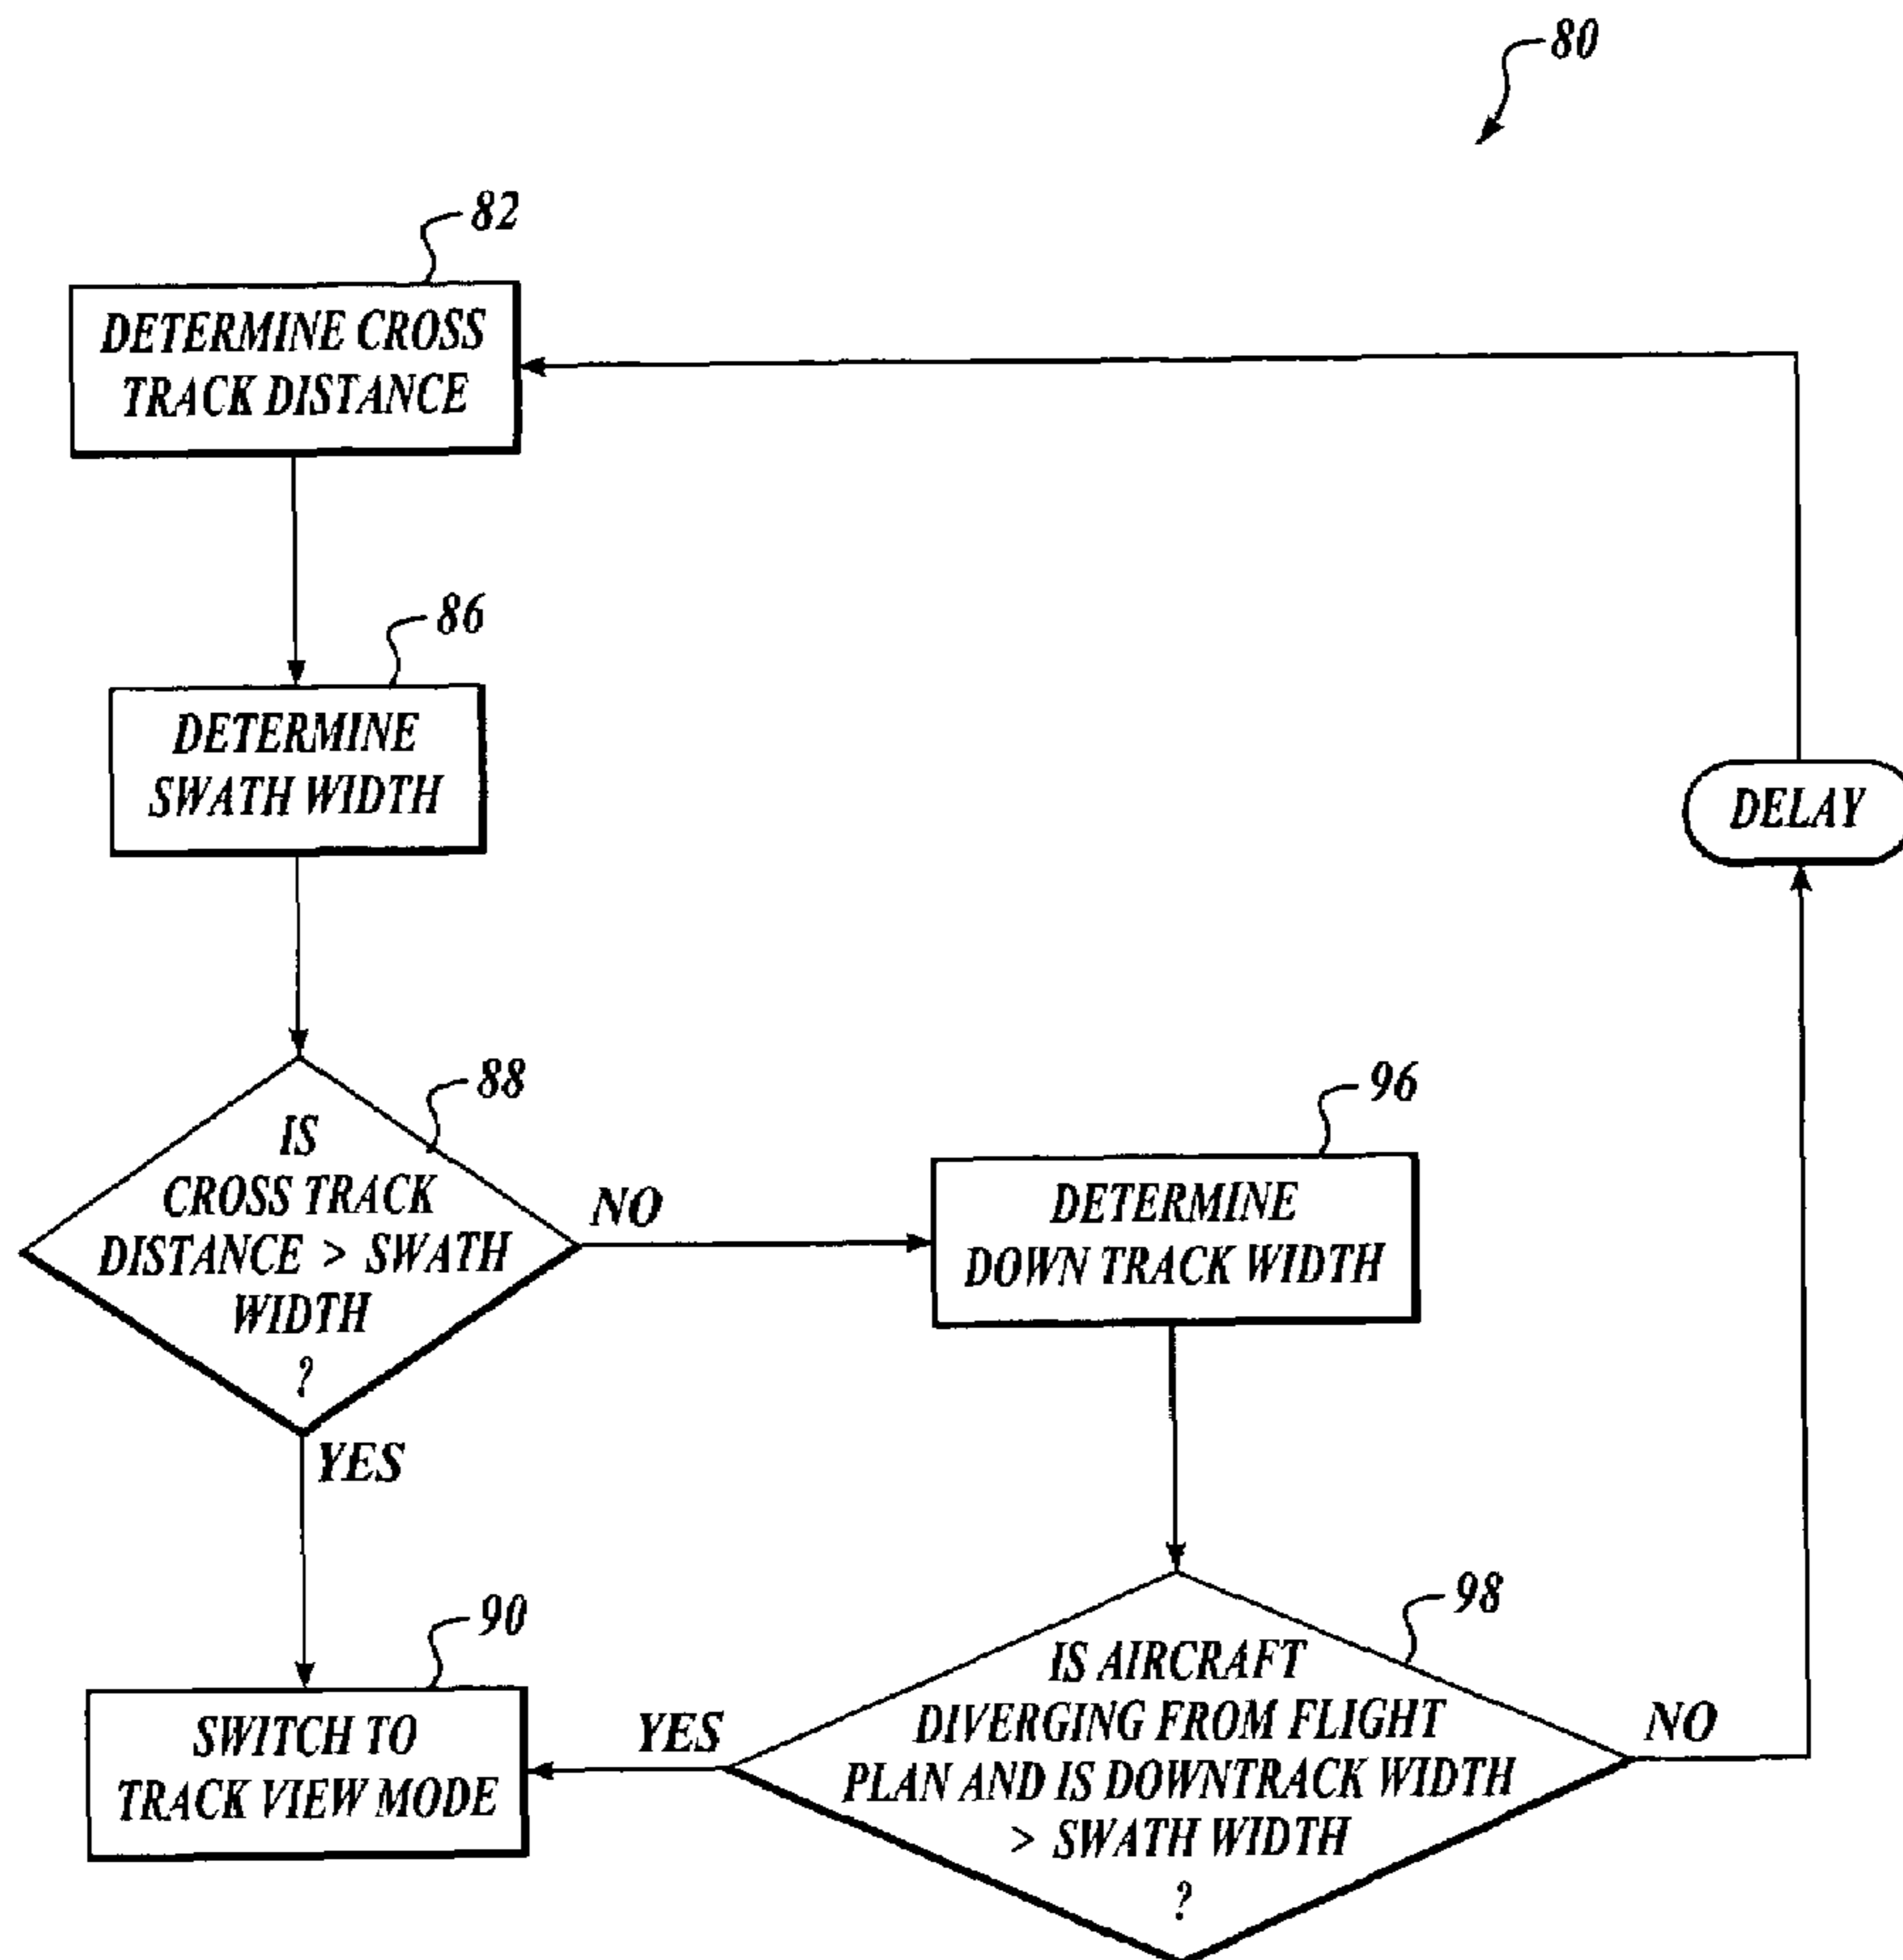 80
82
DETERMINE CROSS
TRACK DISTANCE
86
DETERMINE
SWATH WIDTH
DELAY
88
IS
CROSS TRACK
DISTANCE > SWATH
WIDTH
?
NO
YES
96
DETERMINE
DOWN TRACK WIDTH
90
SWITCH TO
TRACK VIEW MODE
98
IS AIRCRAFT
DIVERGING FROM FLIGHT
PLAN AND IS DOWNTRACK WIDTH
> SWATH WIDTH
?
YES
NO